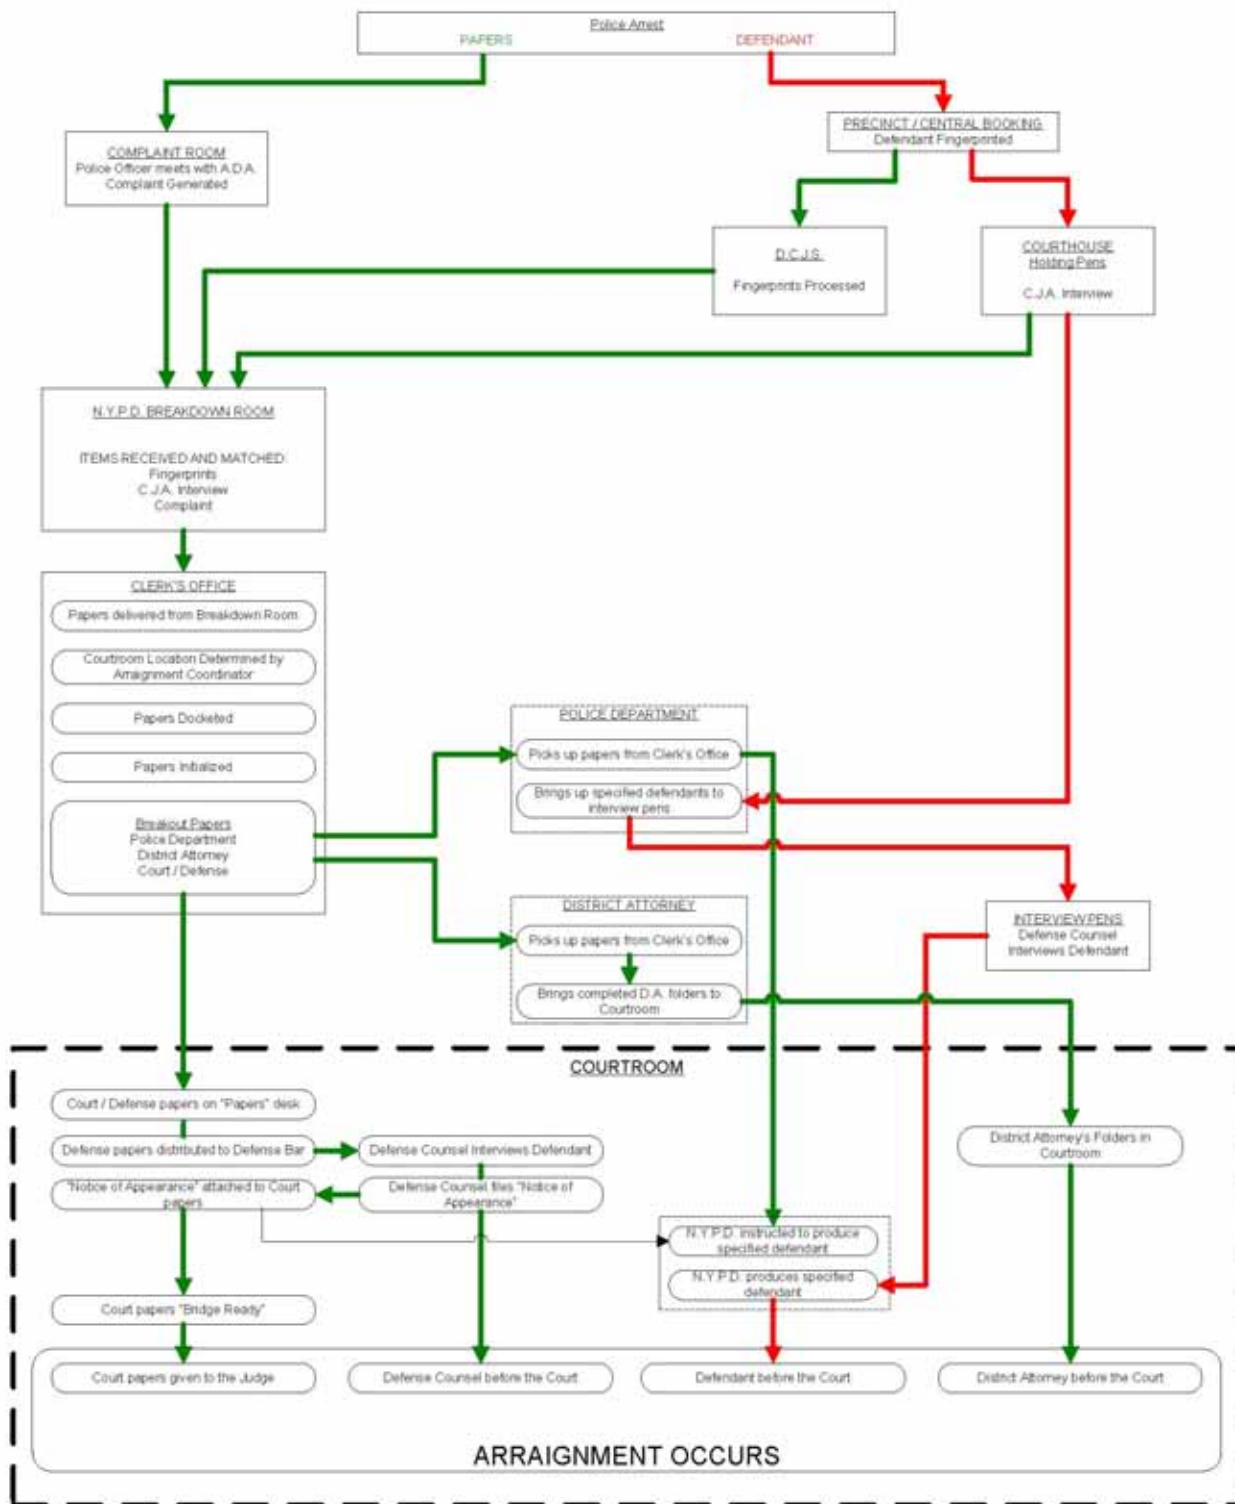 Police Arrest
PAPERS
DEFENDANT
PRECINCT / CENTRAL BOOKING
Defendant Fingerprinted
COMPLAINT ROOM
Police Officer meets with A.D.A.
Complaint Generated
D.C.J.S.
Fingerprints Processed
COURTHOUSE
Holding Pens
C.J.A. Interview
N.Y.P.D. BREAKDOWN ROOM
ITEMS RECEIVED AND MATCHED:
Fingerprints
C.J.A. Interview
Complaint
CLERK'S OFFICE
Papers delivered from Breakdown Room
Courtroom Location Determined by
Arraignment Coordinator
Papers Docketed
Papers Initialized
Breakout Papers
Police Department
District Attorney
Court / Defense
POLICE DEPARTMENT
Picks up papers from Clerk's Office
Brings up specified defendants to
interview pens
DISTRICT ATTORNEY
Picks up papers from Clerk's Office
Brings completed D.A. folders to
Courtroom
INTERVIEW PENS
Defense Counsel
Interviews Defendant
COURTROOM
Court / Defense papers on "Papers" desk
Defense papers distributed to Defense Bar
Defense Counsel Interviews Defendant
"Notice of Appearance" attached to Court
papers
Defense Counsel files "Notice of
Appearance"
District Attorney's Folders in
Courtroom
N.Y.P.D. instructed to produce
specified defendant
N.Y.P.D. produces specified
defendant
Court papers "Bridge Ready"
Court papers given to the Judge
Defense Counsel before the Court
Defendant before the Court
District Attorney before the Court
ARRAIGNMENT OCCURS